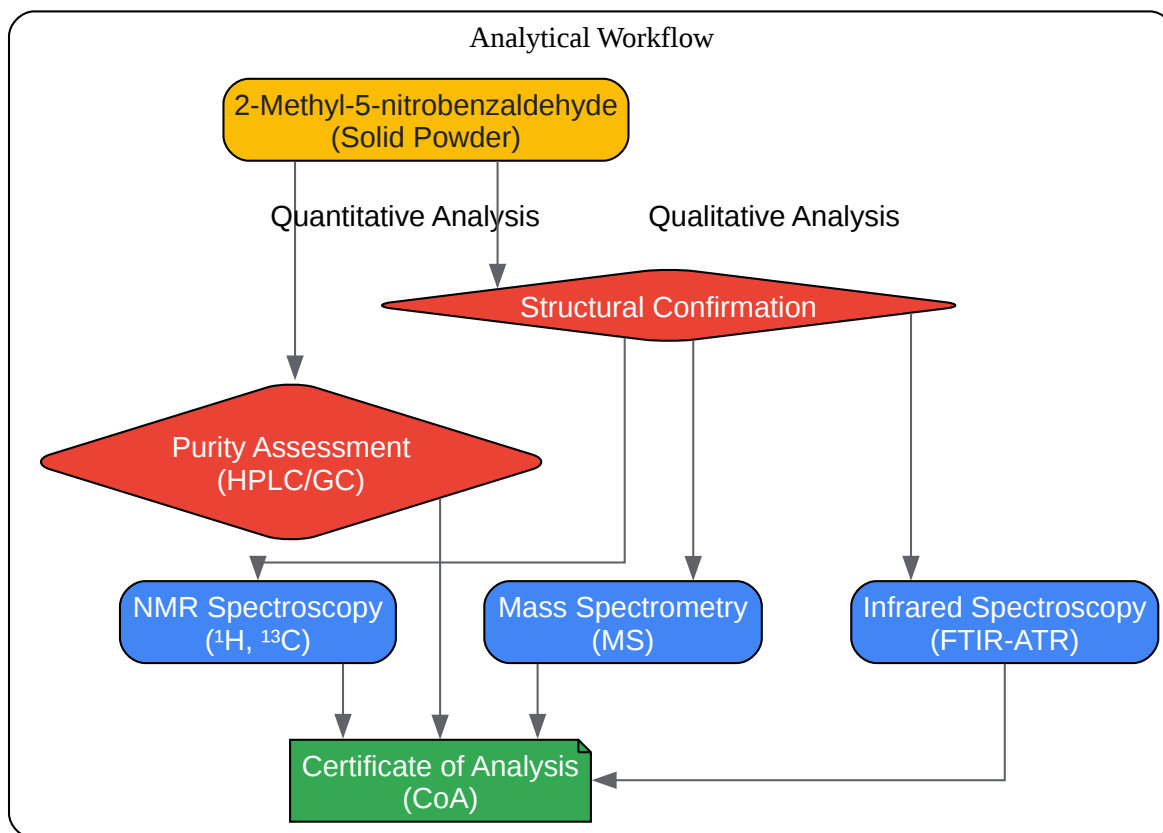 Analytical Workflow
2-Methyl-5-nitrobenzaldehyde
(Solid Powder)
Quantitative Analysis
Qualitative Analysis
Structural Confirmation
Purity Assessment
(HPLC/GC)
NMR Spectroscopy
(¹H, ¹³C)
Mass Spectrometry
(MS)
Infrared Spectroscopy
(FTIR-ATR)
Certificate of Analysis
(CoA)